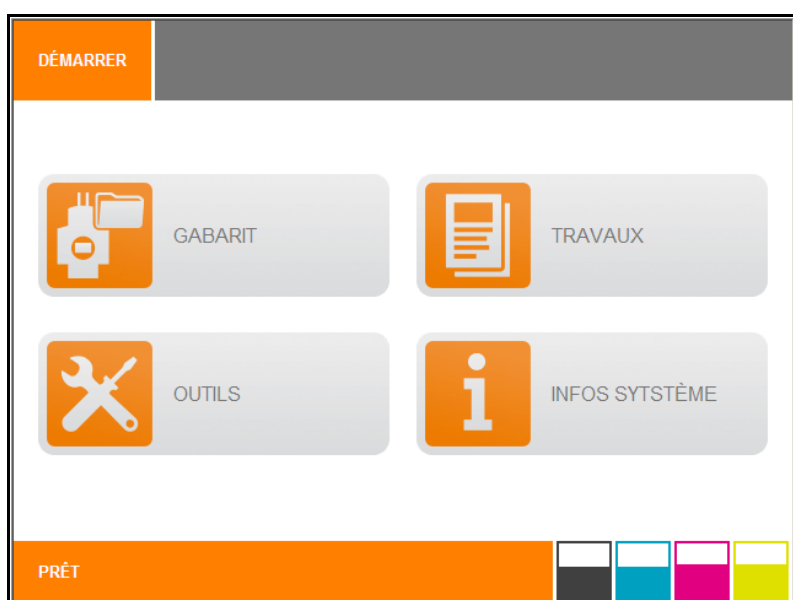 DÉMARRER
GABARIT
TRAVAUX
OUTILS
INFOS SYTSTÈME
PRÊT